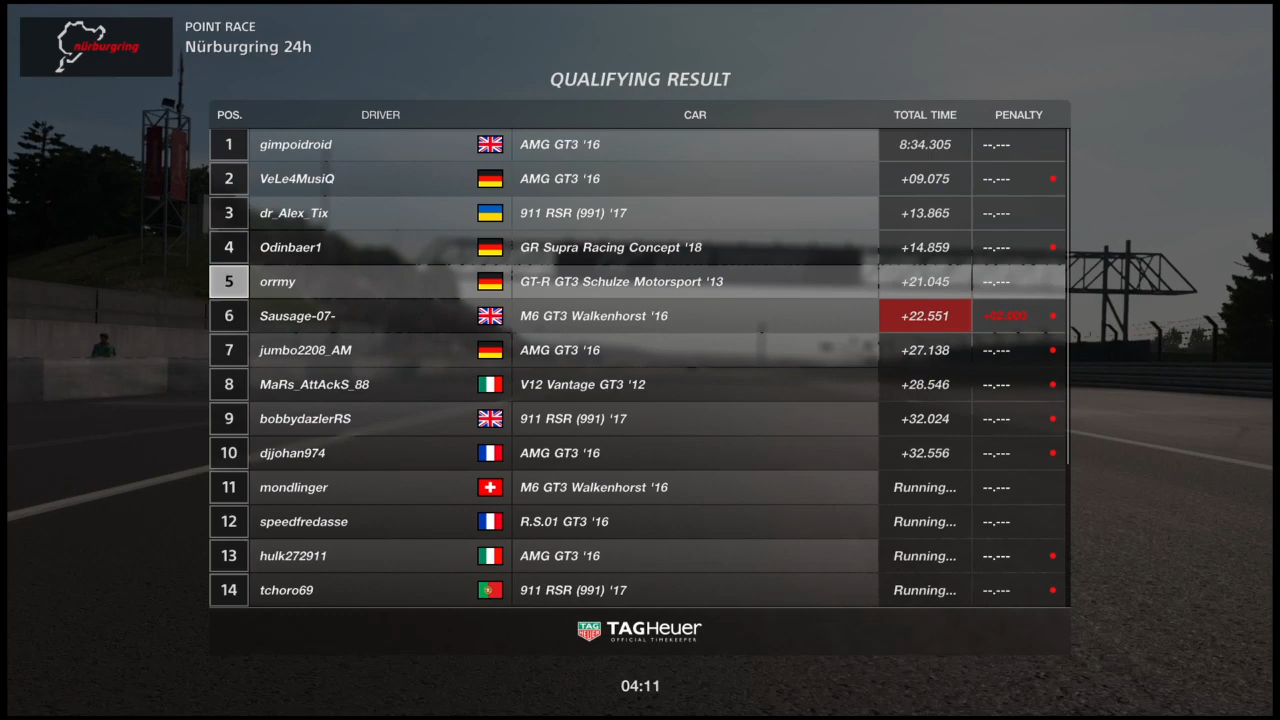 nürburgring
POINT RACE
Nürburgring 24h
QUALIFYING RESULT
POS. DRIVER CAR TOTAL TIME PENALTY
1 gimpoidroid AMG GT3 '16 8:34.305 --.---
2 VeLe4MusiQ AMG GT3 '16 +09.075 --.---
3 dr_Alex_Tix 911 RSR (991) '17 +13.865 --.---
4 Odinbaer1 GR Supra Racing Concept '18 +14.859 --.---
5 orrmy GT-R GT3 Schulze Motorsport '13 +21.045 --.---
6 Sausage-07- M6 GT3 Walkenhorst '16 +22.551
7 jumbo2208_AM AMG GT3 '16 +27.138 --.---
8 MaRs_AttAckS_88 V12 Vantage GT3 '12 +28.546 --.---
9 bobbydazlerRS 911 RSR (991) '17 +32.024 --.---
10 djjohan974 AMG GT3 '16 +32.556 --.---
11 mondlinger M6 GT3 Walkenhorst '16 Running... --.---
12 speedfredasse R.S.01 GT3 '16 Running... --.---
13 hulk272911 AMG GT3 '16 Running... --.---
14 tchoro69 911 RSR (991) '17 Running... --.---
TAG HEUER TAGHeuer
OFFICIAL TIMEKEEPER
04:11